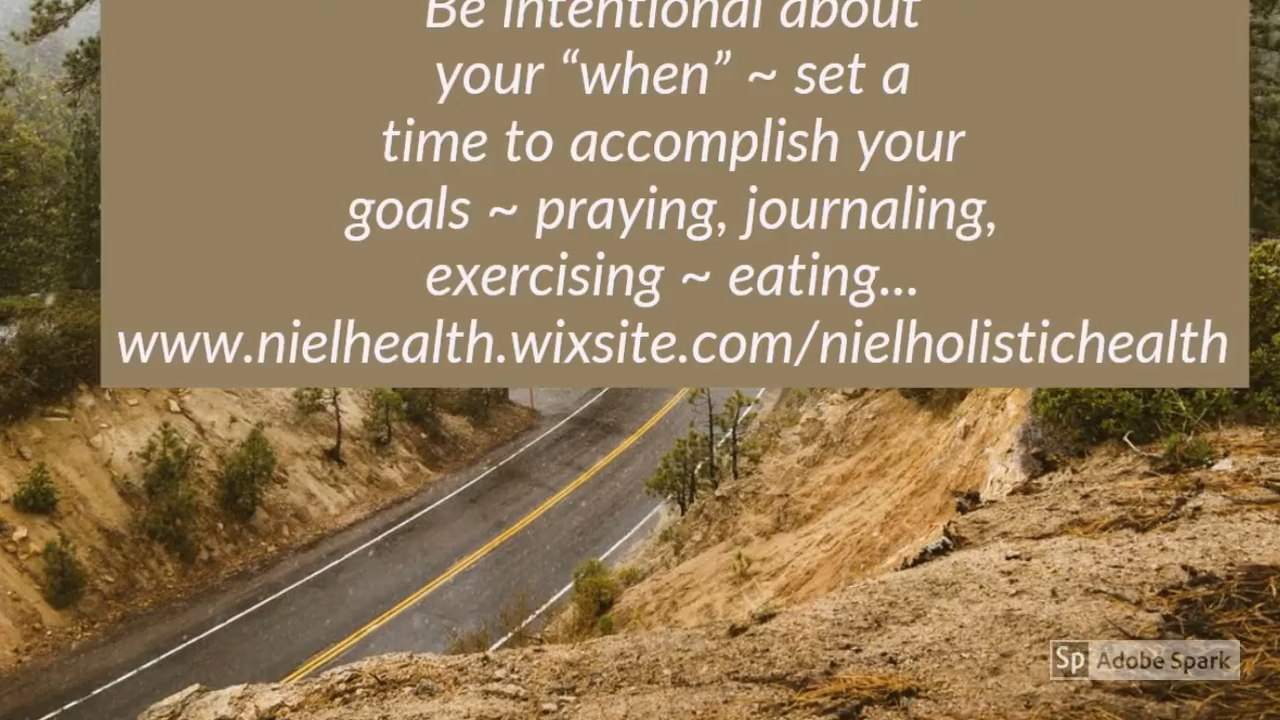 Be intentional about
your “when” ~ set a
time to accomplish your
goals ~ praying, journaling,
exercising ~ eating...
www.nielhealth.wixsite.com/nielholistichealth
Sp Adobe Spark